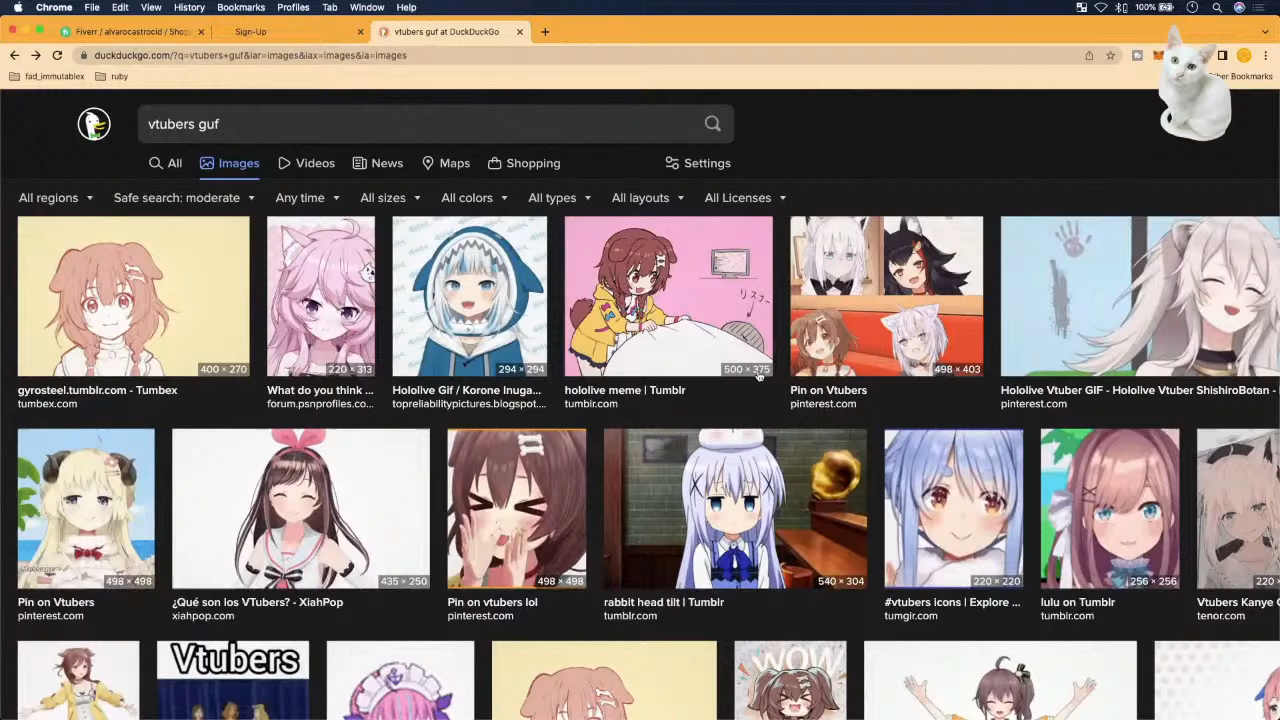 Chrome File Edit View History Bookmarks Profiles Tab Window Help 100%
Fiverr / alvarocastrocid / Sho Sign-Up vtubers guf at DuckDuckGo
duckduckgo.com/?q=vtubers+guf&iar=images&iax=images&ia=images
fad_immutablex ruby ther Bookmarks
vtubers guf
All Images Videos News Maps Shopping Settings
All regions Safe search: moderate Any time All sizes All colors All types All layouts All Licenses
リスナー
400 × 270 220 × 313 294 × 294 500 × 375 498 × 403
gyrosteel.tumblr.com - Tumbex What do you think ... Hololive Gif / Korone Inuga... hololive meme | Tumblr Pin on Vtubers Hololive Vtuber GIF - Hololive Vtuber ShishiroBotan -
tumbex.com forum.psnprofiles.co... topreliabilitypictures.blogspot.... tumblr.com pinterest.com pinterest.com
498 × 498 435 × 250 498 × 498 540 × 304 220 × 220 256 × 256 220
Pin on Vtubers ¿Qué son los VTubers? - XiahPop Pin on vtubers lol rabbit head tilt | Tumblr #vtubers icons | Explore ... lulu on Tumblr Vtubers Kanye
pinterest.com xiahpop.com pinterest.com tumblr.com tumgir.com tumblr.com tenor.com
Vtubers WOW